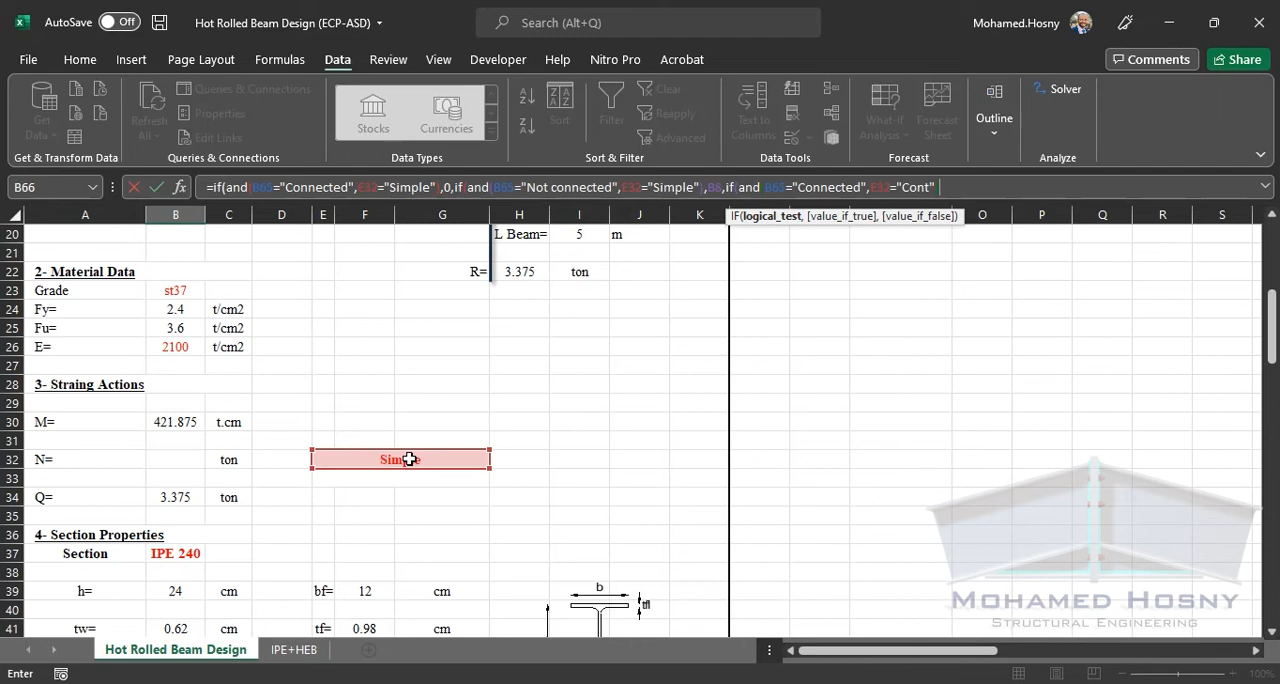 AutoSave Off Hot Rolled Beam Design (ECP-ASD) Search (Alt+Q) Mohamed.Hosny
File Home Insert Page Layout Formulas Data Review View Developer Help Nitro Pro Acrobat Comments Share
Get Data Refresh All Queries & Connections Properties Edit Links Stocks Currencies Sort Filter Clear Reapply Advanced Text to Columns What-If Analysis Forecast Sheet Outline Solver
Get & Transform Data Queries & Connections Data Types Sort & Filter Data Tools Forecast Analyze
B66 fx =if(and(B65="Connected",E32="Simple"),0,if(and(B65="Not connected",E32="Simple"),B8,if(and B65="Connected",E32="Cont"
IF(logical_test, [value_if_true], [value_if_false])
A B C D E F G H I J K O P Q R S
20 L Beam= 5 m
21
22 2- Material Data R= 3.375 ton
23 Grade st37
24 Fy= 2.4 t/cm2
25 Fu= 3.6 t/cm2
26 E= 2100 t/cm2
27
28 3- Straing Actions
29
30 M= 421.875 t.cm
31
32 N= ton Simple
33
34 Q= 3.375 ton
35
36 4- Section Properties
37 Section IPE 240
38
39 h= 24 cm bf= 12 cm b
40
41 tw= 0.62 cm tf= 0.98 cm
MOHAMED HOSNY
STRUCTURAL ENGINEERING
Hot Rolled Beam Design IPE+HEB
Enter 100%